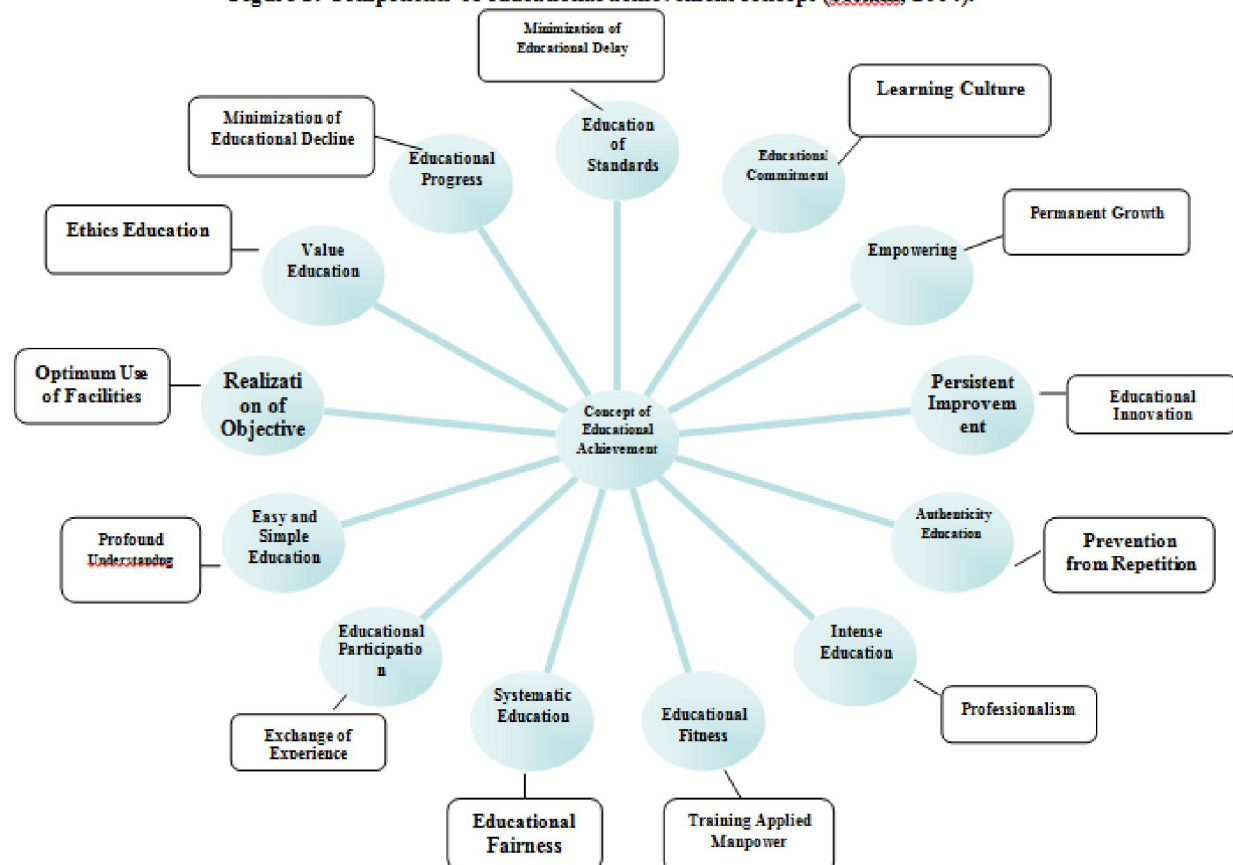 Minimization of
Educational Delay
Learning Culture
Minimization of
Educational Decline
Education
of
Standards
Educational
Commitment
Educational
Progress
Permanent Growth
Ethics Education
Value
Education
Empowering
Optimum Use
of Facilities
Realizati
on of
Objective
Concept of
Educational
Achievement
Persistent
Improvem
ent
Educational
Innovation
Profound
Understandng
Easy and
Simple
Education
Authenticity
Education
Prevention
from Repetition
Educational
Participatio
n
Intense
Education
Exchange of
Experience
Systematic
Education
Educational
Fitness
Professionalism
Educational
Fairness
Training Applied
Manpower